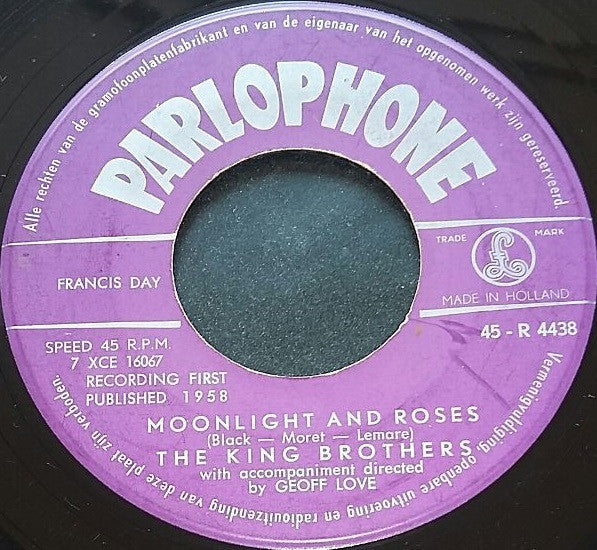 Alle rechten van de gramofoonplatenfabrikant en van de eigenaar van het opgenomen werk zijn gereserveerd.
PARLOPHONE
TRADE MARK
£
FRANCIS DAY
MADE IN HOLLAND
SPEED 45 R.P.M.
45 - R 4438
7 XCE 16067
RECORDING FIRST
PUBLISHED 1958
MOONLIGHT AND ROSES
(Black — Moret — Lemare)
THE KING BROTHERS
with accompaniment directed
by GEOFF LOVE
Vermenigvuldiging, openbare uitvoering en radiouitzending van deze plaat zijn verboden.